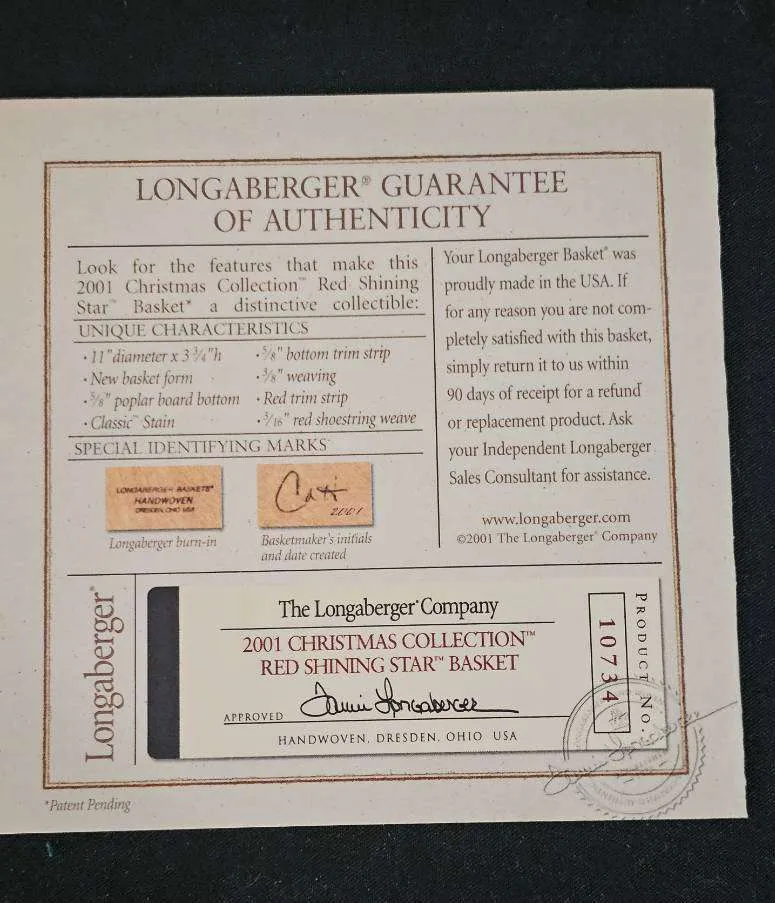 LONGABERGER® GUARANTEE
OF AUTHENTICITY
Look for the features that make this
2001 Christmas Collection™ Red Shining
Star™ Basket* a distinctive collectible:
UNIQUE CHARACTERISTICS
· 11" diameter x 3 3/4"h
· New basket form
· 3/8" poplar board bottom
· Classic™ Stain
· 5/8" bottom trim strip
· 3/8" weaving
· Red trim strip
· 3/16" red shoestring weave
SPECIAL IDENTIFYING MARKS
LONGABERGER BASKETS®
HANDWOVEN
DRESDEN, OHIO USA
Longaberger burn-in
2001
Basketmaker's initials
and date created
Your Longaberger Basket® was
proudly made in the USA. If
for any reason you are not com-
pletely satisfied with this basket,
simply return it to us within
90 days of receipt for a refund
or replacement product. Ask
your Independent Longaberger
Sales Consultant for assistance.
www.longaberger.com
©2001 The Longaberger® Company
Longaberger®
The Longaberger® Company
2001 CHRISTMAS COLLECTION™
RED SHINING STAR™ BASKET
APPROVED Tami Longaberger
HANDWOVEN, DRESDEN, OHIO USA
PRODUCT NO.
10734
*Patent Pending